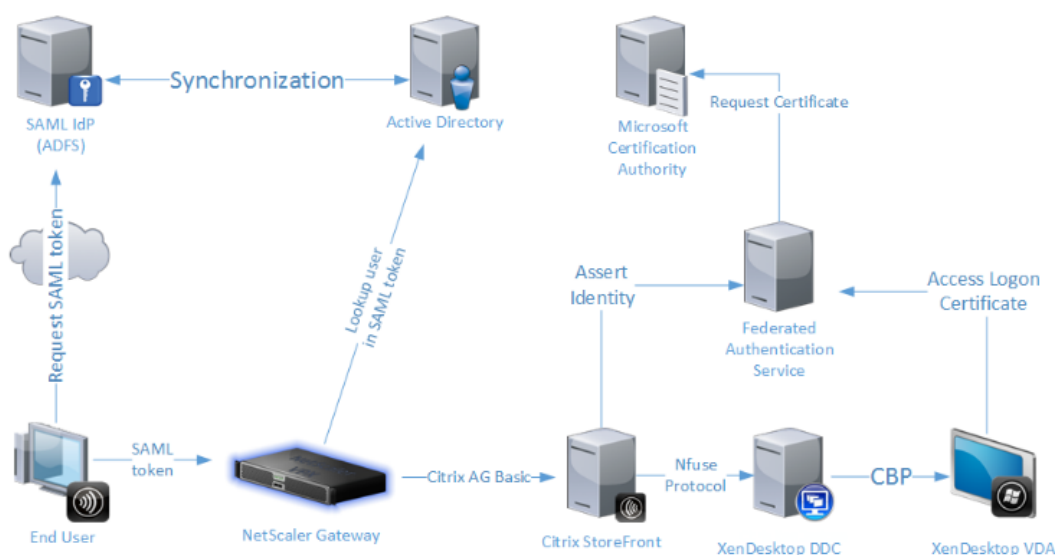 Synchronization
SAML IdP
(ADFS)
Active Directory
Request Certificate
Microsoft
Certification
Authority
Request SAML token
Lookup user
in SAML token
Assert
Identity
Access Logon
Certificate
Federated
Authentication
Service
SAML
token
Citrix AG Basic
Nfuse
Protocol
CBP
End User
NetScaler Gateway
Citrix StoreFront
XenDesktop DDC
XenDesktop VDA